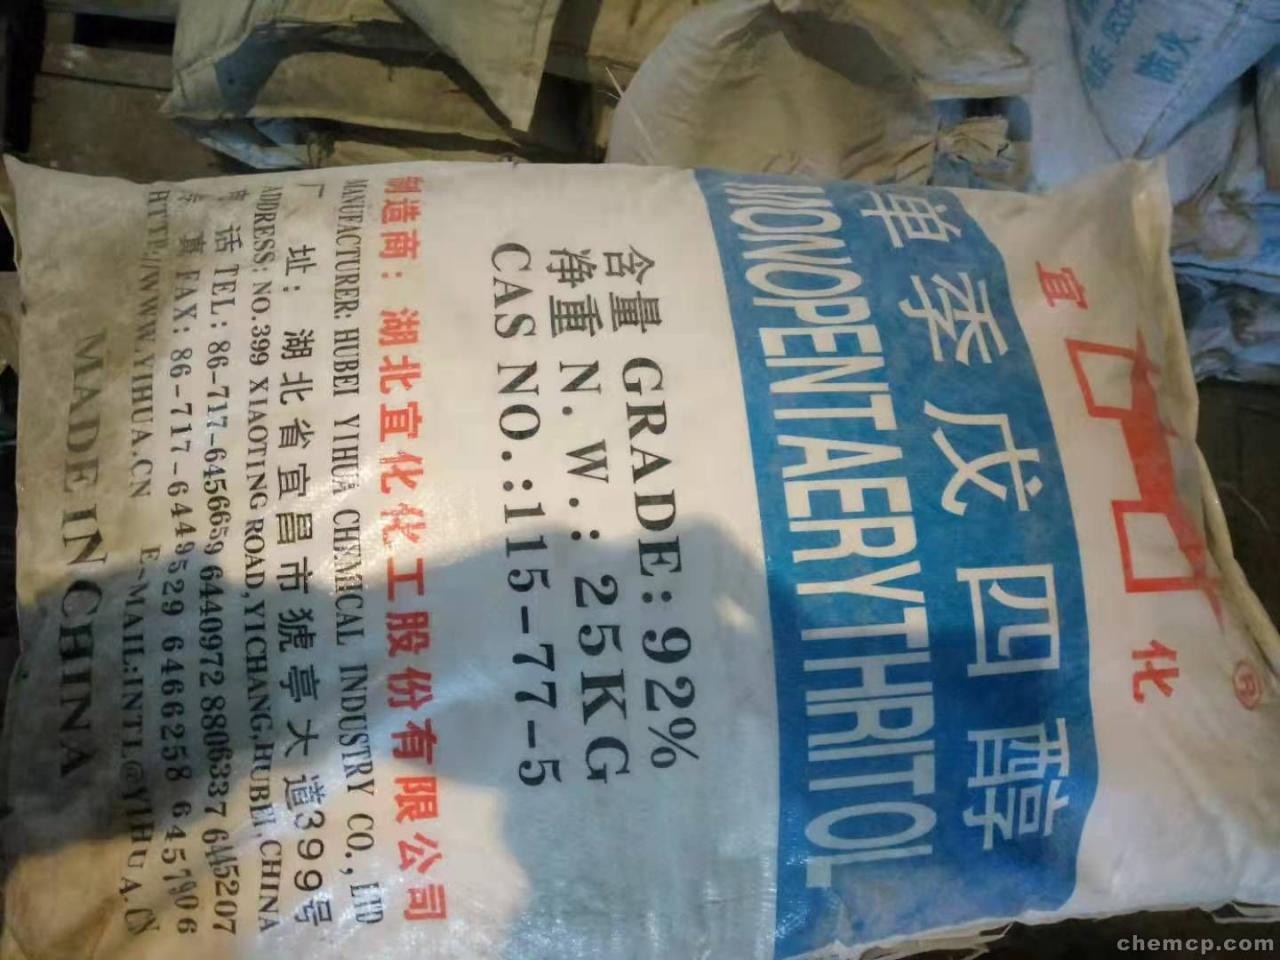 宜 化 ®
单季戊四醇
MONOPENTAERYTHRITOL
含量 GRADE: 92%
净重 N.W.: 25KG
CAS NO.:115-77-5
制造商: 湖北宜化化工股份有限公司
MANUFACTURER: HUBEI YIHUA CHEMICAL INDUSTRY CO., LTD
厂 址: 湖北省宜昌市猇亭大道399号
ADDRESS: NO.399 XIAOTING ROAD,YICHANG,HUBEI,CHINA
话 TEL: 86-717-6456659 6440972 8806337 6445207
真 FAX: 86-717-6449529 6466258 6457906
HTTP://WWW.YIHUA.CN E-MAIL:INTL@YIHUA.CN
MADE IN CHINA
防火
chemcp.com